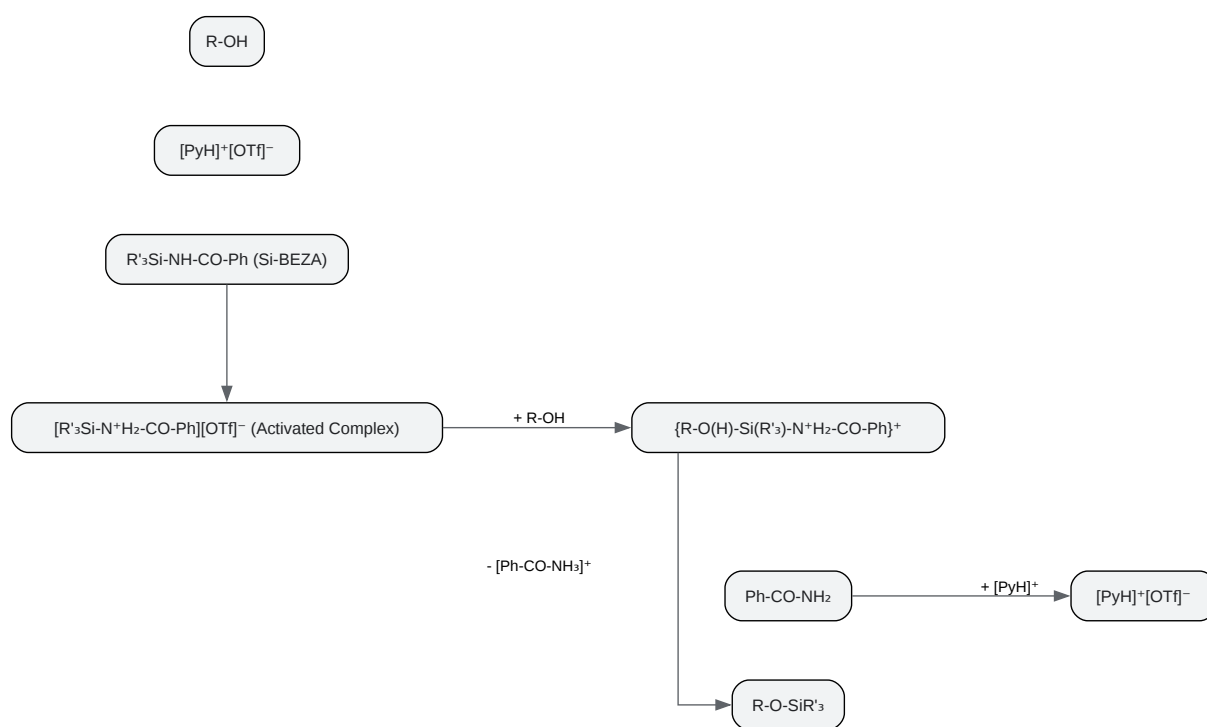 R-OH
[PyH]⁺[OTf]⁻
R'₃Si-NH-CO-Ph (Si-BEZA)
[R'₃Si-N⁺H₂-CO-Ph][OTf]⁻ (Activated Complex)
+ R-OH
{R-O(H)-Si(R'₃)-N⁺H₂-CO-Ph}⁺
- [Ph-CO-NH₃]⁺
Ph-CO-NH₂
+ [PyH]⁺
[PyH]⁺[OTf]⁻
R-O-SiR'₃